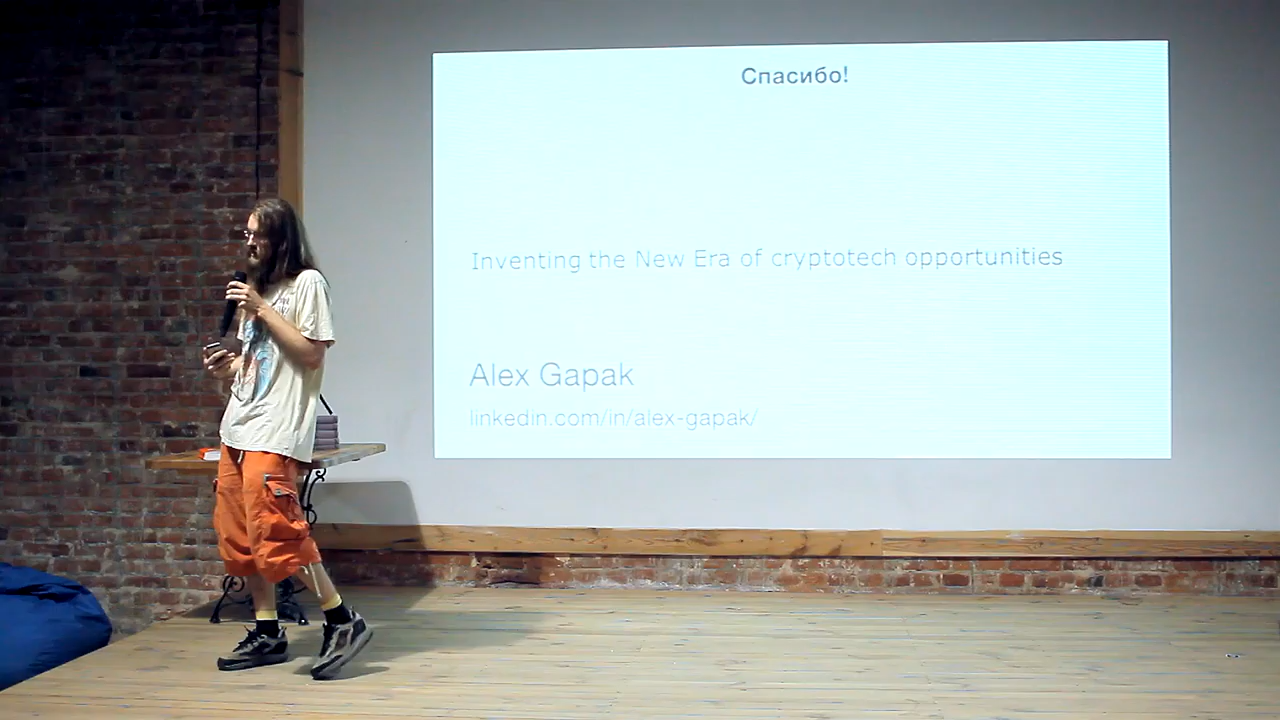 Спасибо!
Inventing the New Era of cryptotech opportunities
Alex Gapak
linkedin.com/in/alex-gapak/